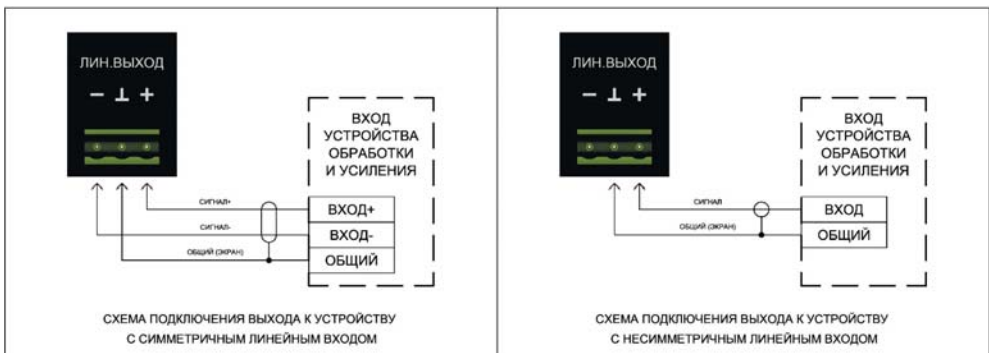 ЛИН.ВЫХОД
− ⊥ +
ВХОД
УСТРОЙСТВА
ОБРАБОТКИ
И УСИЛЕНИЯ
СИГНАЛ+
ВХОД+
СИГНАЛ-
ВХОД-
ОБЩИЙ (ЭКРАН)
ОБЩИЙ
СХЕМА ПОДКЛЮЧЕНИЯ ВЫХОДА К УСТРОЙСТВУ
С СИММЕТРИЧНЫМ ЛИНЕЙНЫМ ВХОДОМ
ЛИН.ВЫХОД
− ⊥ +
ВХОД
УСТРОЙСТВА
ОБРАБОТКИ
И УСИЛЕНИЯ
СИГНАЛ
ВХОД
ОБЩИЙ (ЭКРАН)
ОБЩИЙ
СХЕМА ПОДКЛЮЧЕНИЯ ВЫХОДА К УСТРОЙСТВУ
С НЕСИММЕТРИЧНЫМ ЛИНЕЙНЫМ ВХОДОМ